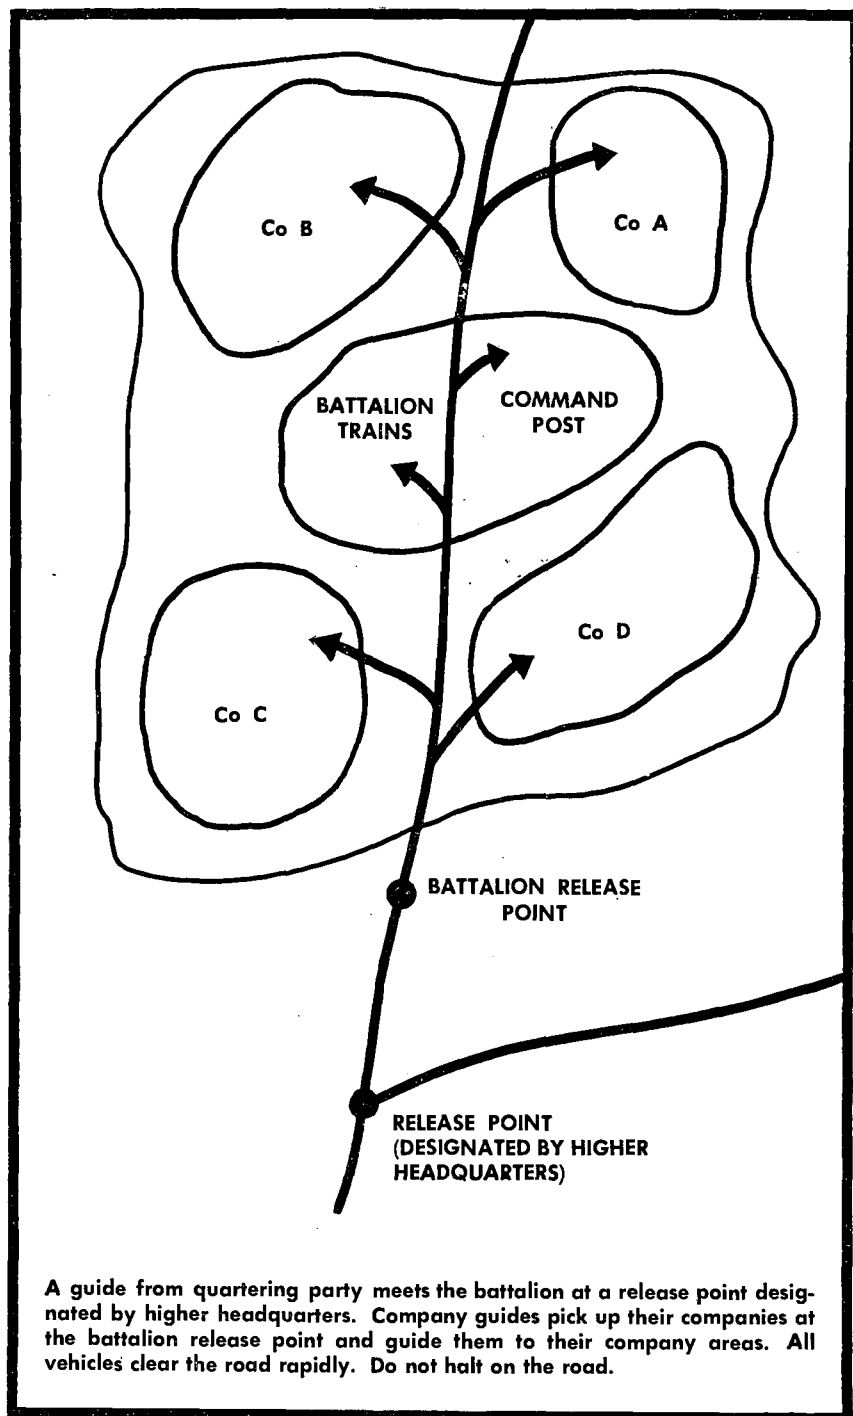 Co B
Co A
BATTALION
TRAINS
COMMAND
POST
Co D
Co C
BATTALION RELEASE
POINT
RELEASE POINT
(DESIGNATED BY HIGHER
HEADQUARTERS)
A guide from quartering party meets the battalion at a release point desig-
nated by higher headquarters. Company guides pick up their companies at
the battalion release point and guide them to their company areas. All
vehicles clear the road rapidly. Do not halt on the road.